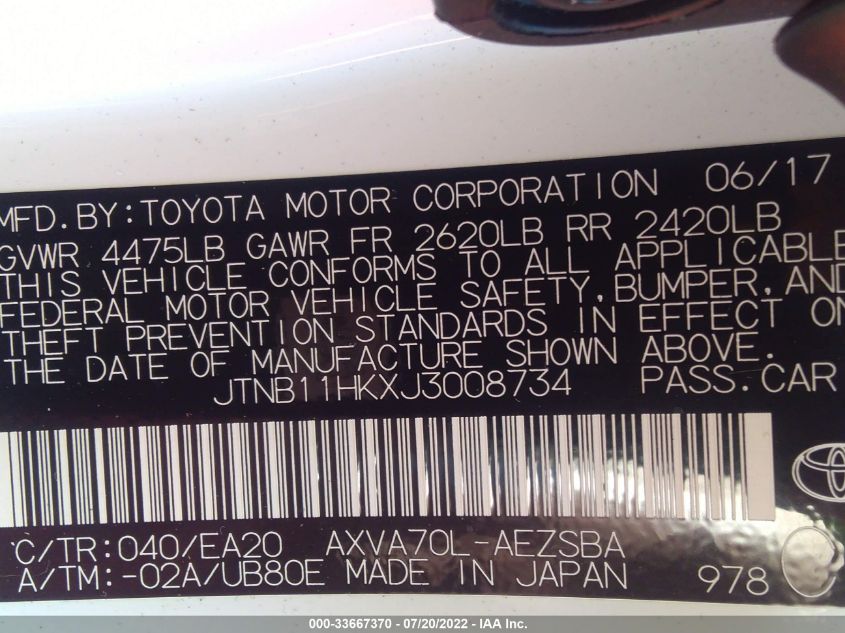 MFD. BY: TOYOTA MOTOR CORPORATION 06/17
GVWR 4475LB GAWR FR 2620LB RR 2420LB
THIS VEHICLE CONFORMS TO ALL APPLICABLE
FEDERAL MOTOR VEHICLE SAFETY, BUMPER, AND
THEFT PREVENTION STANDARDS IN EFFECT ON
THE DATE OF MANUFACTURE SHOWN ABOVE.
JTNB11HKXJ3008734 PASS. CAR
C/TR: 040/EA20 AXVA70L-AEZSBA
A/TM: -02A/UB80E MADE IN JAPAN 978
000-33667370 - 07/20/2022 - IAA Inc.